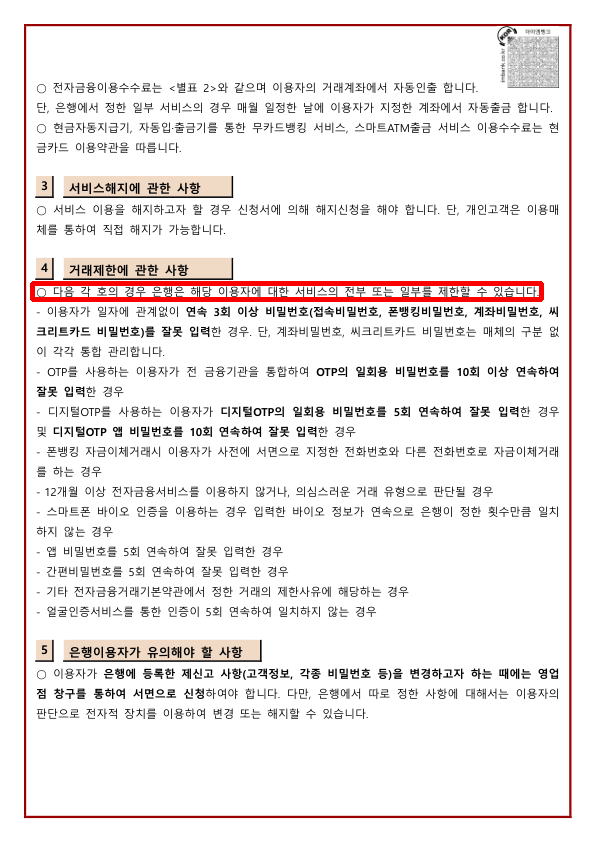 아이엠뱅크
○ 전자금융이용수수료는 <별표 2>와 같으며 이용자의 거래계좌에서 자동인출 합니다.
단, 은행에서 정한 일부 서비스의 경우 매월 일정한 날에 이용자가 지정한 계좌에서 자동출금 합니다.
○ 현금자동지급기, 자동입·출금기를 통한 무카드뱅킹 서비스, 스마트ATM출금 서비스 이용수수료는 현
금카드 이용약관을 따릅니다.
3 서비스해지에 관한 사항
○ 서비스 이용을 해지하고자 할 경우 신청서에 의해 해지신청을 해야 합니다. 단, 개인고객은 이용매
체를 통하여 직접 해지가 가능합니다.
4 거래제한에 관한 사항
○ 다음 각 호의 경우 은행은 해당 이용자에 대한 서비스의 전부 또는 일부를 제한할 수 있습니다.
- 이용자가 일자에 관계없이 연속 3회 이상 비밀번호(접속비밀번호, 폰뱅킹비밀번호, 계좌비밀번호, 씨
크리트카드 비밀번호)를 잘못 입력한 경우. 단, 계좌비밀번호, 씨크리트카드 비밀번호는 매체의 구분 없
이 각각 통합 관리합니다.
- OTP를 사용하는 이용자가 전 금융기관을 통합하여 OTP의 일회용 비밀번호를 10회 이상 연속하여
잘못 입력한 경우
- 디지털OTP를 사용하는 이용자가 디지털OTP의 일회용 비밀번호를 5회 연속하여 잘못 입력한 경우
및 디지털OTP 앱 비밀번호를 10회 연속하여 잘못 입력한 경우
- 폰뱅킹 자금이체거래시 이용자가 사전에 서면으로 지정한 전화번호와 다른 전화번호로 자금이체거래
를 하는 경우
- 12개월 이상 전자금융서비스를 이용하지 않거나, 의심스러운 거래 유형으로 판단될 경우
- 스마트폰 바이오 인증을 이용하는 경우 입력한 바이오 정보가 연속으로 은행이 정한 횟수만큼 일치
하지 않는 경우
- 앱 비밀번호를 5회 연속하여 잘못 입력한 경우
- 간편비밀번호를 5회 연속하여 잘못 입력한 경우
- 기타 전자금융거래기본약관에서 정한 거래의 제한사유에 해당하는 경우
- 얼굴인증서비스를 통한 인증이 5회 연속하여 일치하지 않는 경우
5 은행이용자가 유의해야 할 사항
○ 이용자가 은행에 등록한 제신고 사항(고객정보, 각종 비밀번호 등)을 변경하고자 하는 때에는 영업
점 창구를 통하여 서면으로 신청하여야 합니다. 다만, 은행에서 따로 정한 사항에 대해서는 이용자의
판단으로 전자적 장치를 이용하여 변경 또는 해지할 수 있습니다.